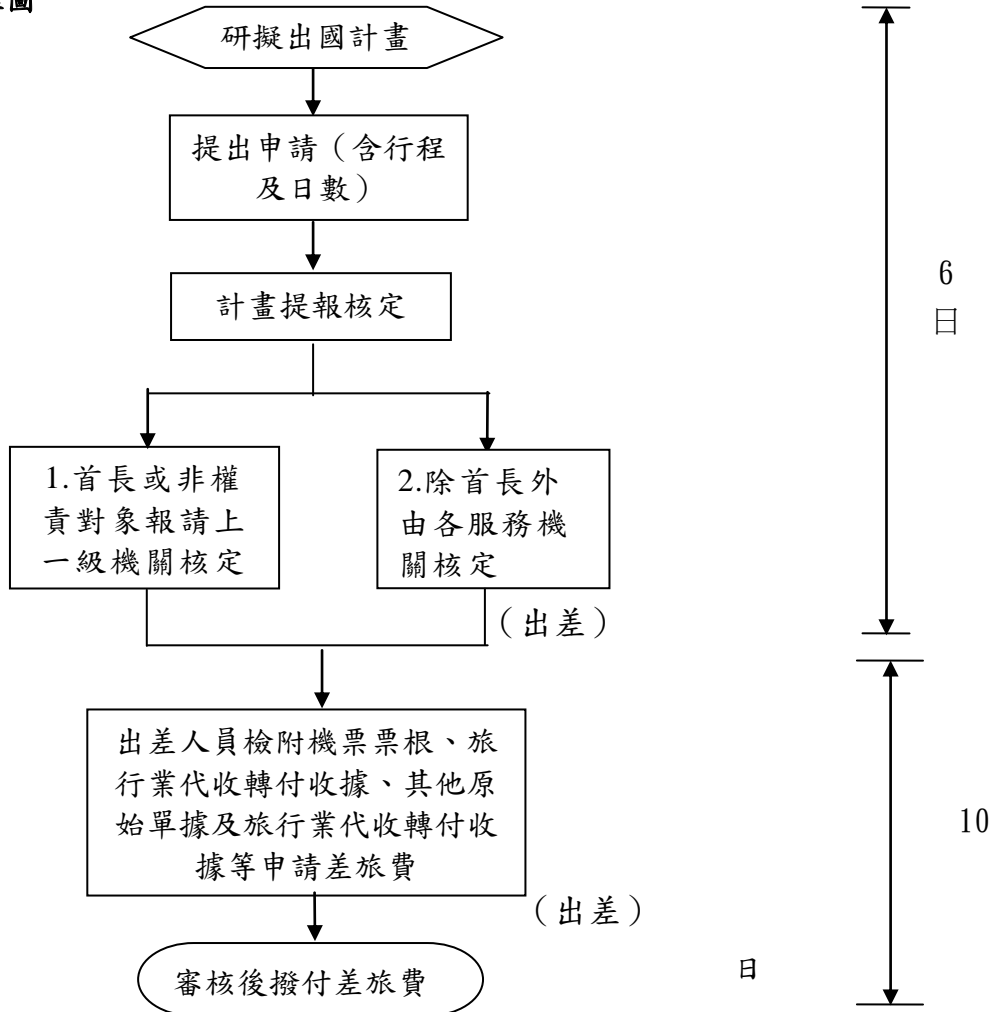 圖
研擬出國計畫
提出申請（含行程
及日數）
計畫提報核定
6
日
1.首長或非權
責對象報請上
一級機關核定
2.除首長外
由各服務機
關核定
（出差）
出差人員檢附機票票根、旅
行業代收轉付收據、其他原
始單據及旅行業代收轉付收
據等申請差旅費
10
（出差）
審核後撥付差旅費
日